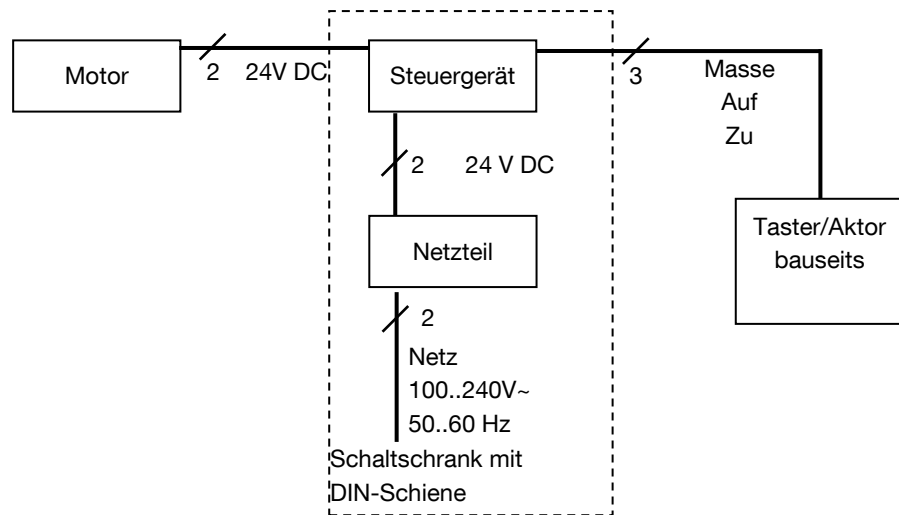 Motor
2
24V DC
Steuergerät
3
Masse
Auf
Zu
2
24 V DC
Taster/Aktor
bauseits
Netzteil
2
Netz
100..240V~
50..60 Hz
Schaltschrank mit
DIN-Schiene